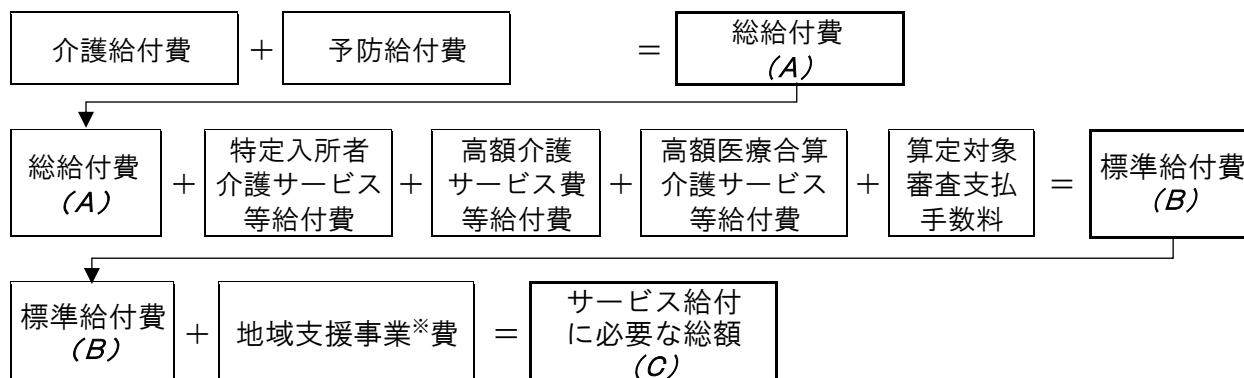 介護給付費 + 予防給付費 = 総給付費
(A)
総給付費
(A)
+
特定入所者
介護サービス
等給付費
+
高額介護
サービス費
等給付費
+
高額医療合算
介護サービス
等給付費
+
算定対象
審査支払
手数料
=
標準給付費
(B)
標準給付費
(B)
+
地域支援事業※費
=
サービス給付
に必要な総額
(C)